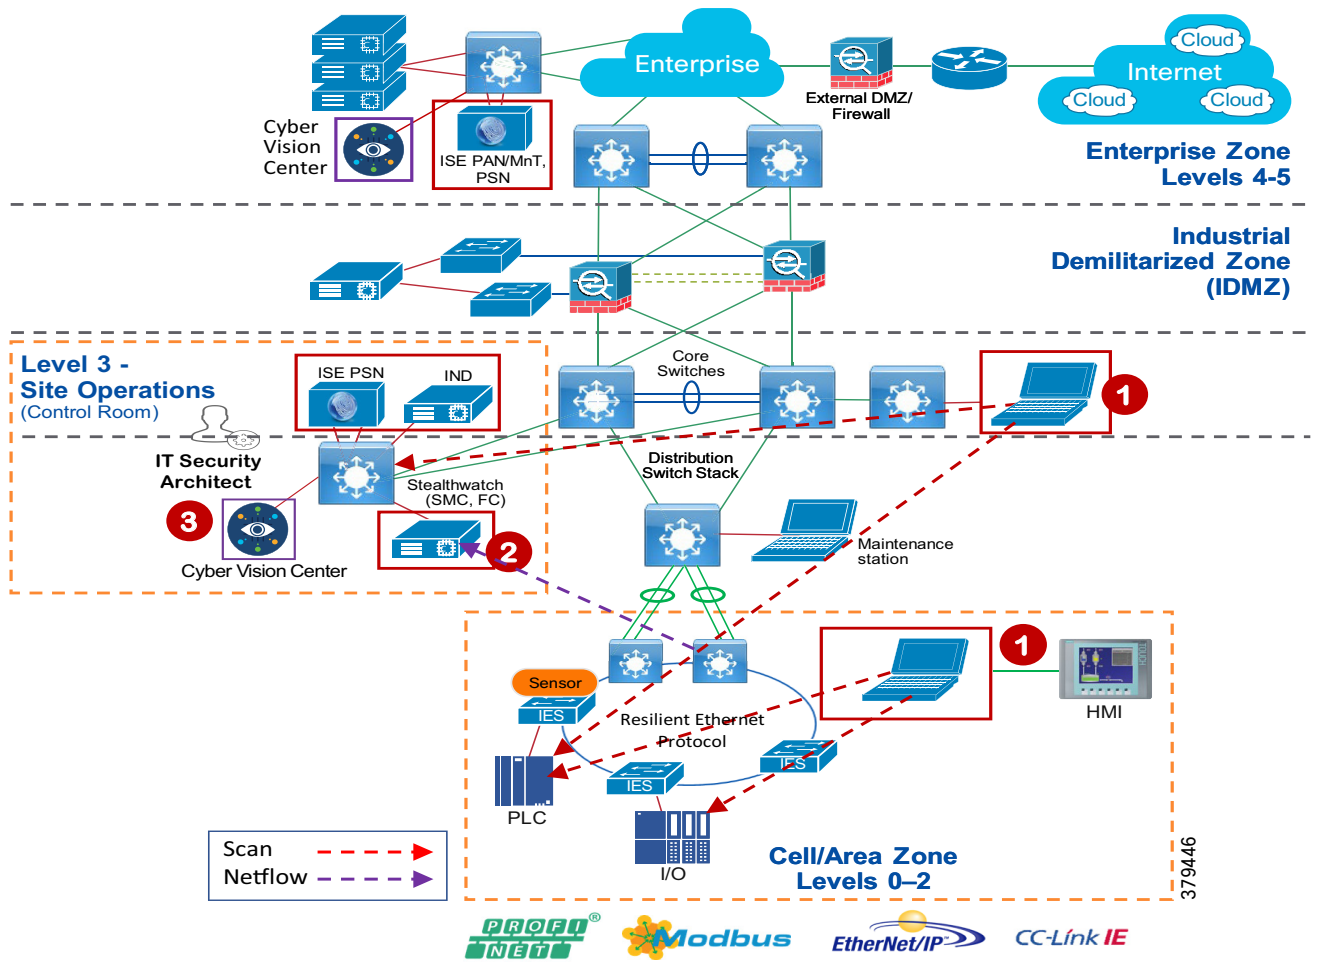 Enterprise
External DMZ/
Firewall
Cloud
Internet
Cloud
Cloud
Cyber
Vision
Center
ISE PAN/MnT,
PSN
Enterprise Zone
Levels 4-5
Industrial
Demilitarized Zone
(IDMZ)
Level 3 -
Site Operations
(Control Room)
ISE PSN
IND
Core
Switches
1
IT Security
Architect
Stealthwatch
(SMC, FC)
Distribution
Switch Stack
3
2
Cyber Vision Center
Maintenance
station
Sensor
IES
Resilient Ethernet
Protocol
1
HMI
IES
IES
PLC
I/O
Scan
Netflow
Cell/Area Zone
Levels 0–2
379446
PROFI
NET
®
Modbus
EtherNet/IP
CC-Link IE